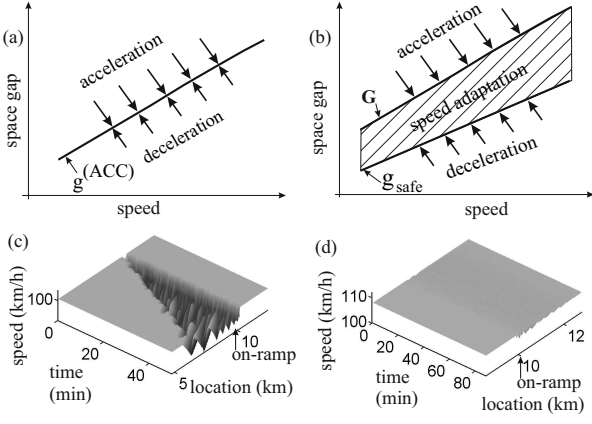 (a)
space gap
acceleration
deceleration
g(ACC)
speed
(b)
space gap
acceleration
G
speed adaptation
deceleration
gsafe
speed
(c)
speed (km/h)
100
0
20
40
time
(min)
5
10
on-ramp
location (km)
(d)
speed (km/h)
110
100
0
20
40
60
80
time
(min)
10
12
on-ramp
location (km)